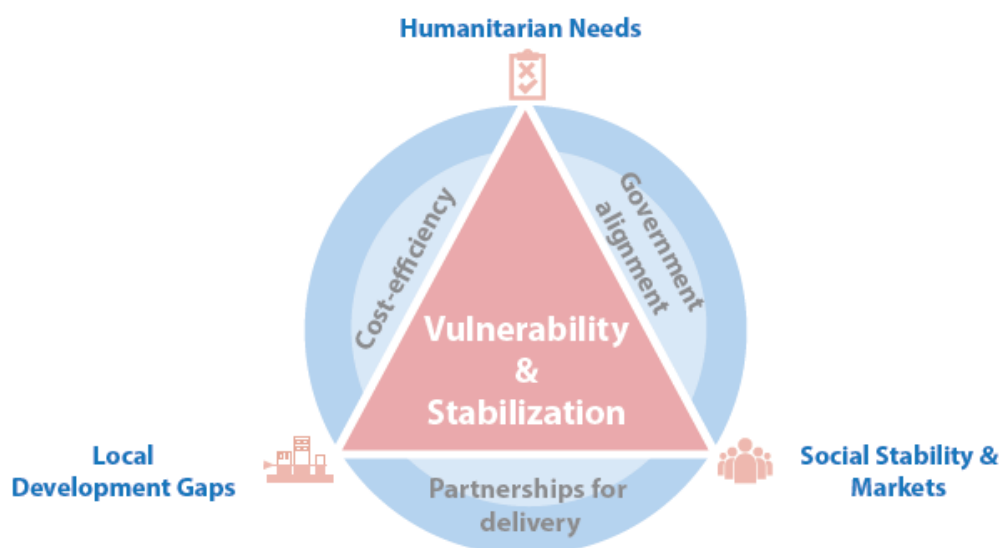 Humanitarian Needs
Cost-efficiency
Government
alignment
Vulnerability
&
Stabilization
Local
Development Gaps
Social Stability &
Markets
Partnerships for
delivery